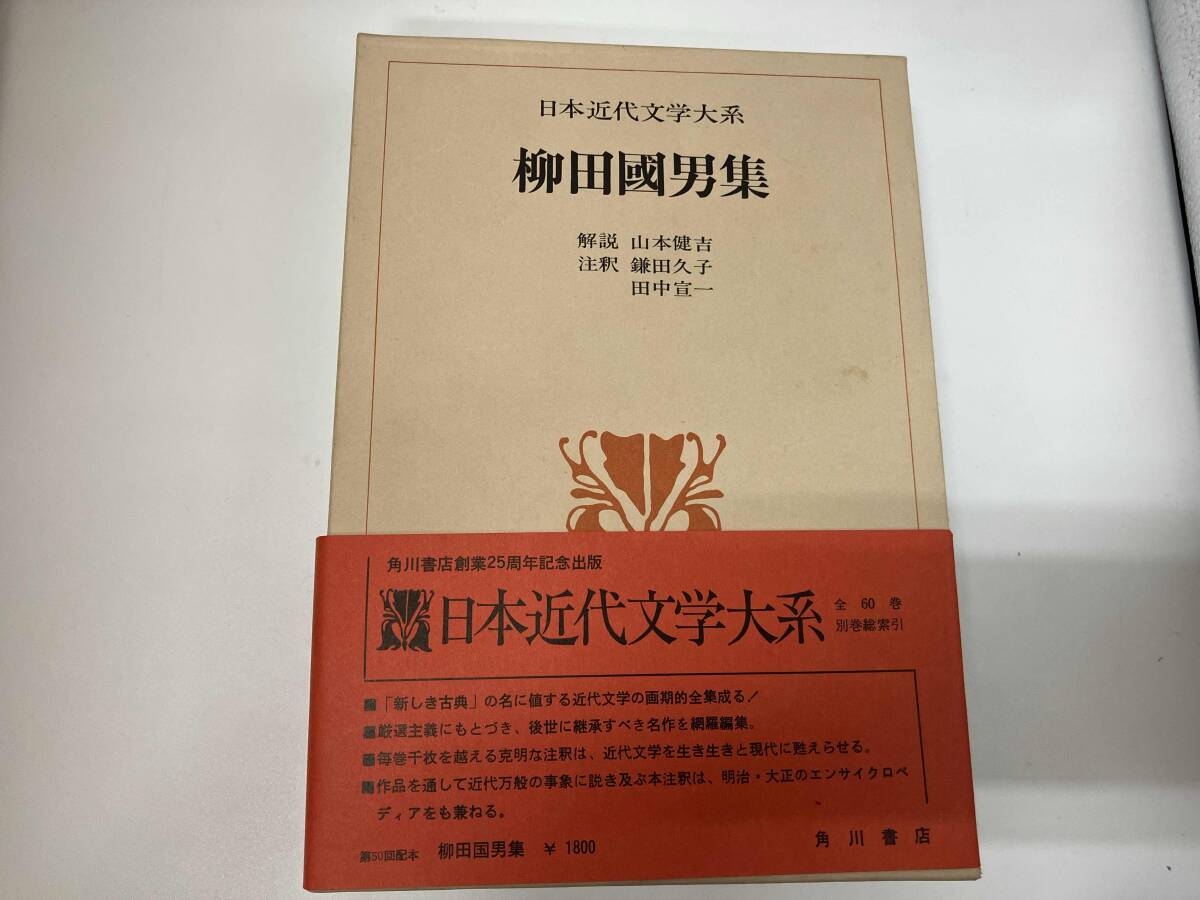 日本近代文学大系
柳田國男集
解説 山本健吉
注釈 鎌田久子
田中宣一
角川書店創業25周年記念出版
日本近代文学大系
全60巻
別巻総索引
■「新しき古典」の名に値する近代文学の画期的全集成る!
■厳選主義にもとづき、後世に継承すべき名作を網羅編集。
■毎巻千枚を越える克明な注釈は、近代文学を生き生きと現代に甦えらせる。
■作品を通して近代万般の事象に説き及ぶ本注釈は、明治・大正のエンサイクロペ
ディアをも兼ねる。
第50回配本 柳田国男集 ¥1800
角川書店